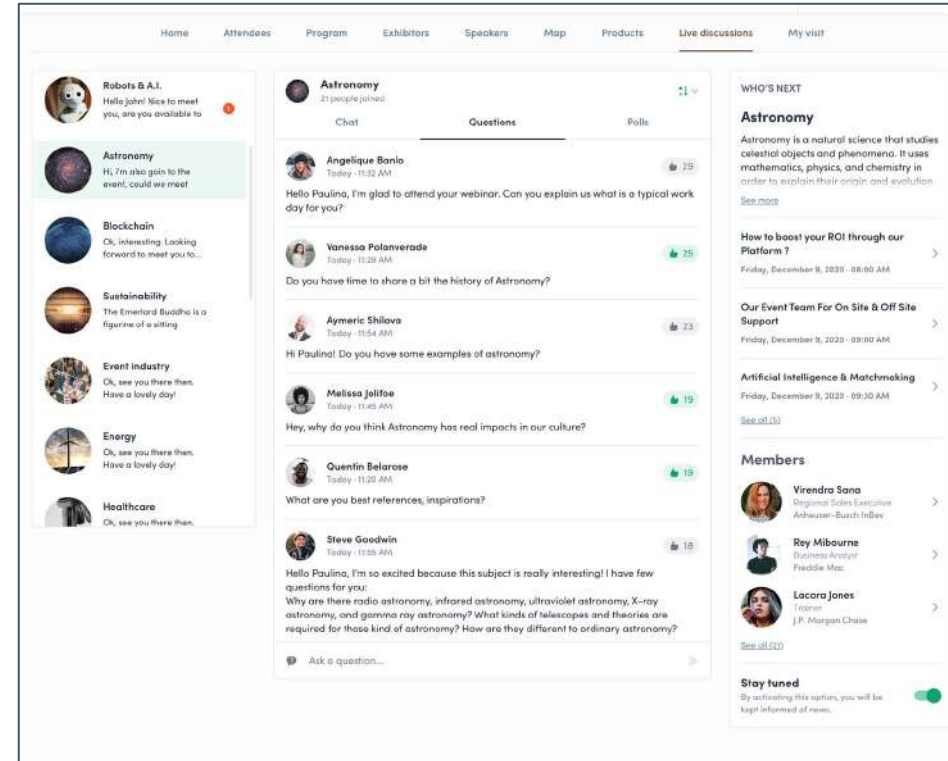 Home Attendees Program Exhibitors Speakers Map Products Live discussions My visit
Robots & A.I.
Hello John! Nice to meet
you, are you available to
1
Astronomy
Hi, I'm also goin to the
event, could we meet
Blockchain
Ok, interesting. Looking
forward to meet you to...
Sustainability
The Emerlard Buddha is a
figurine of a sitting
Event industry
Ok, see you there then.
Have a lovely day!
Energy
Ok, see you there then.
Have a lovely day!
Healthcare
Ok, see you there then.
Astronomy
21 people joined
Chat Questions Polls
Angelique Banlo
Today - 11:32 AM
29
Hello Paulina, I'm glad to attend your webinar. Can you explain us what is a typical work
day for you?
Vanessa Polanverade
Today - 11:29 AM
25
Do you have time to share a bit the history of Astronomy?
Aymeric Shilova
Today - 11:54 AM
23
Hi Paulina! Do you have some examples of astronomy?
Melissa Jolifoe
Today - 11:45 AM
19
Hey, why do you think Astronomy has real impacts in our culture?
Quentin Belarose
Today - 11:20 AM
19
What are you best references, inspirations?
Steve Goodwin
Today - 11:55 AM
18
Hello Paulina, I'm so excited because this subject is really interesting! I have few
questions for you:
Why are there radio astronomy, infrared astronomy, ultraviolet astronomy, X-ray
astronomy, and gamma ray astronomy? What kinds of telescopes and theories are
required for those kind of astronomy? How are they different to ordinary astronomy?
Ask a question...
WHO'S NEXT
Astronomy
Astronomy is a natural science that studies
celestial objects and phenomena. It uses
mathematics, physics, and chemistry in
order to explain their origin and evolution.
See more
How to boost your ROI through our
Platform ?
Friday, December 9, 2020 - 08:00 AM
Our Event Team For On Site & Off Site
Support
Friday, December 9, 2020 - 09:00 AM
Artificial Intelligence & Matchmaking
Friday, December 9, 2020 - 09:30 AM
See all (5)
Members
Virendra Sana
Regional Sales Executive
Anheuser-Busch InBev
Rey Mibourne
Business Analyst
Freddie Mac
Lacara Jones
Trainer
J.P. Morgan Chase
See all (21)
Stay tuned
By activating this option, you will be
kept informed of news.